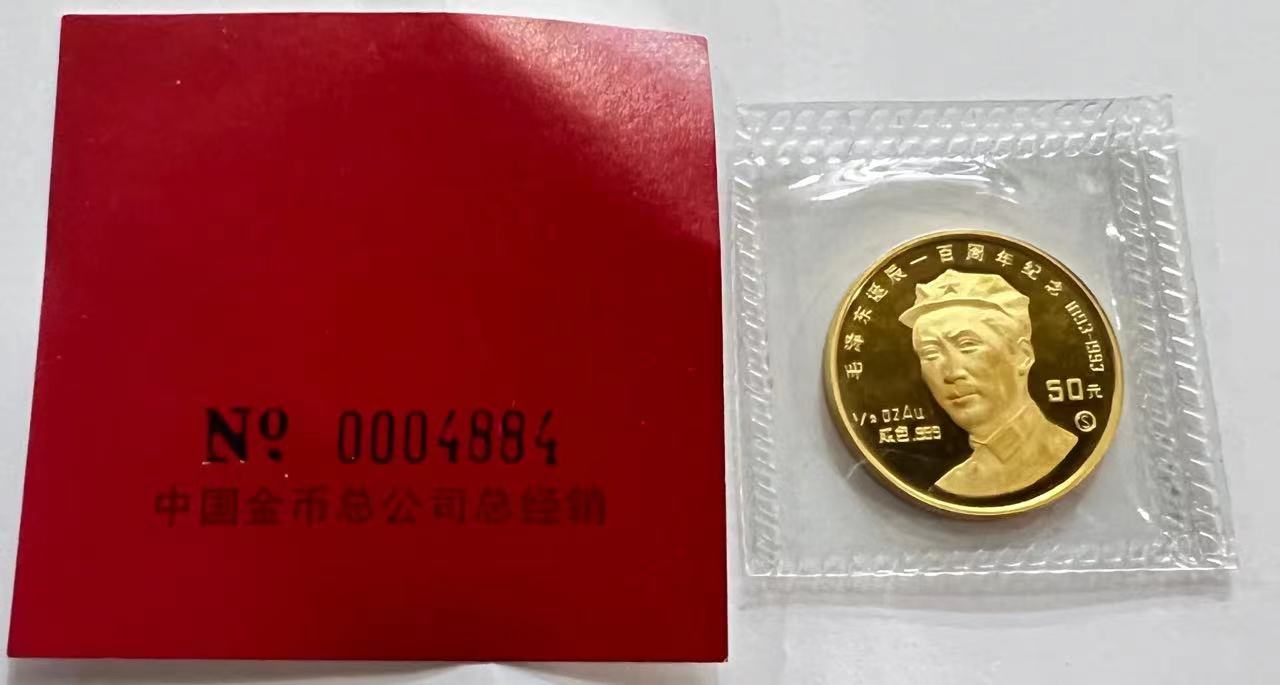 № 0004884
中国金币总公司总经销
毛泽东诞辰一百周年纪念 1893-1993
50元
1/2 OZAu
成色.999
S